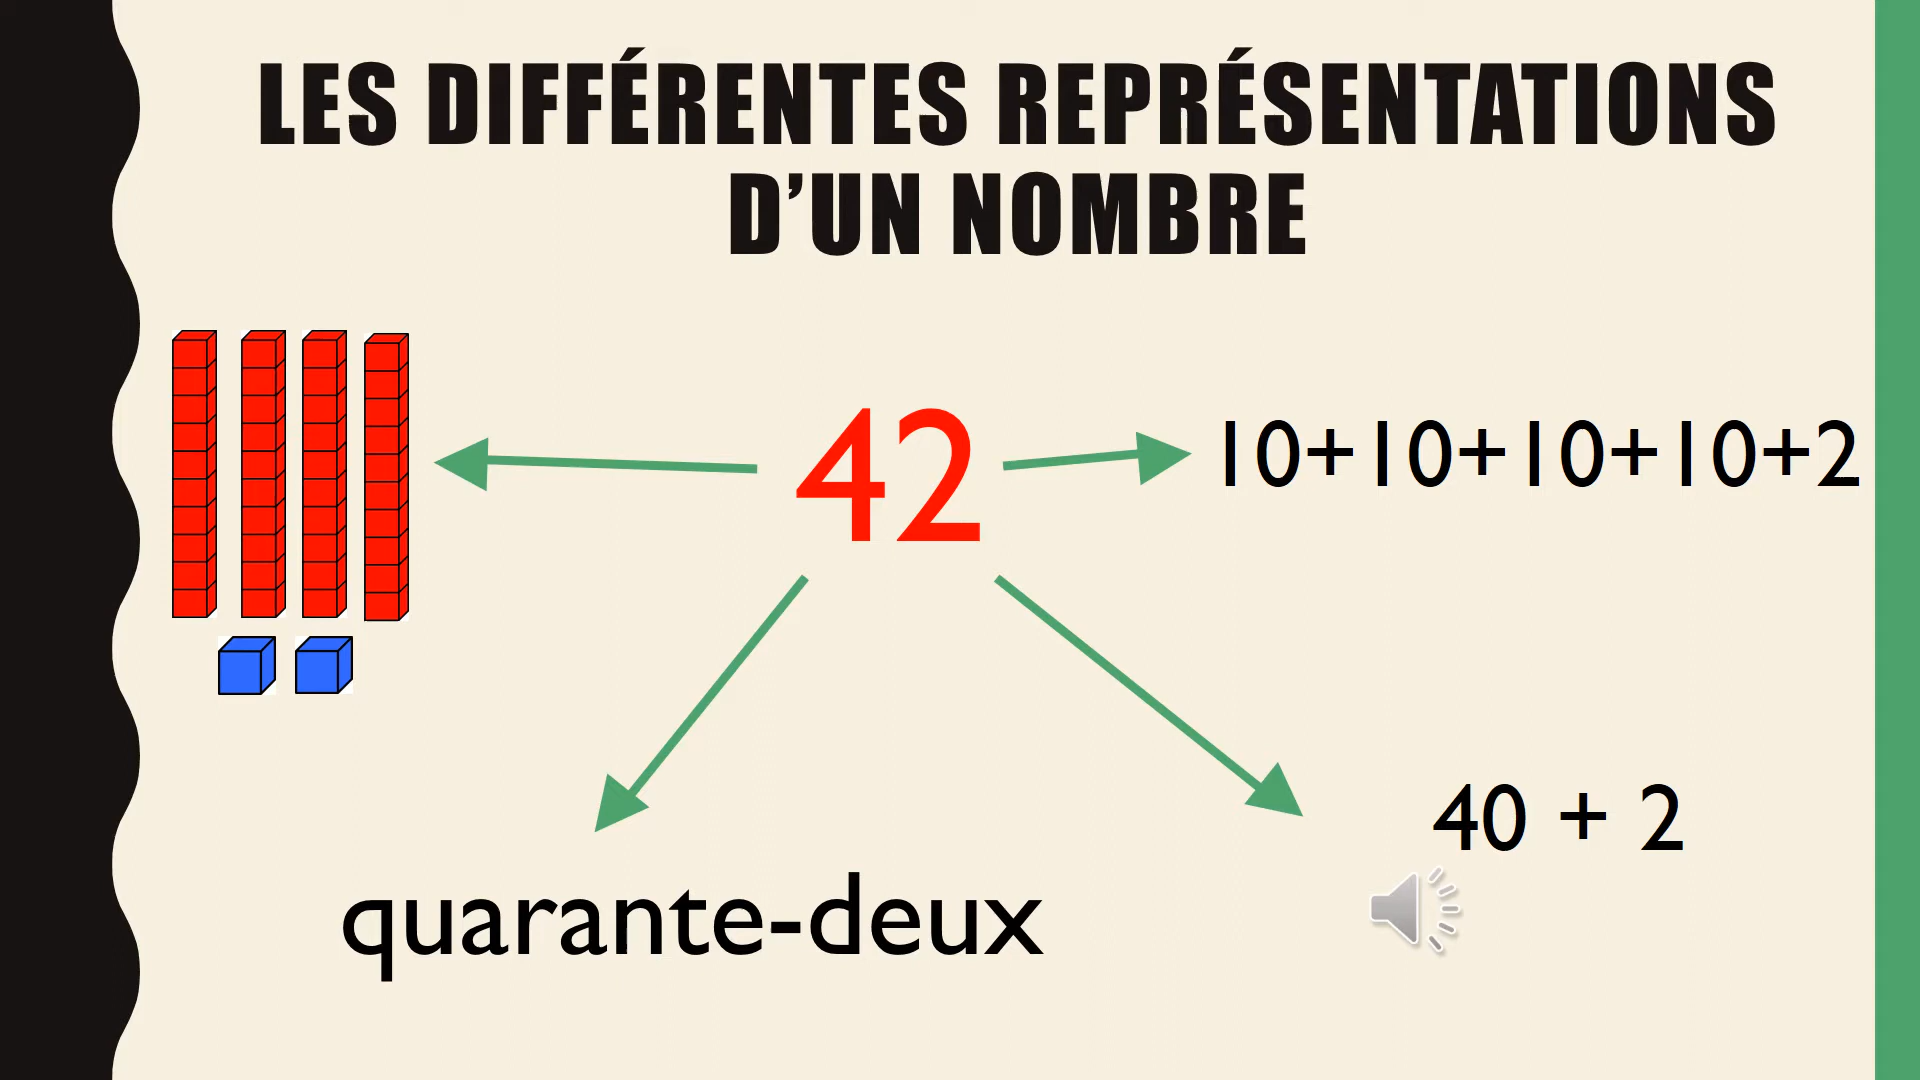 LES DIFFÉRENTES REPRÉSENTATIONS
D’UN NOMBRE
42
10+10+10+10+2
40 + 2
quarante-deux